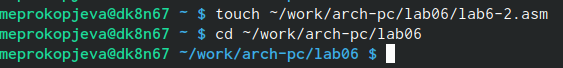 meprokopjeva@dk8n67 ~ $ touch ~/work/arch-pc/lab06/lab6-2.asm
meprokopjeva@dk8n67 ~ $ cd ~/work/arch-pc/lab06
meprokopjeva@dk8n67 ~/work/arch-pc/lab06 $